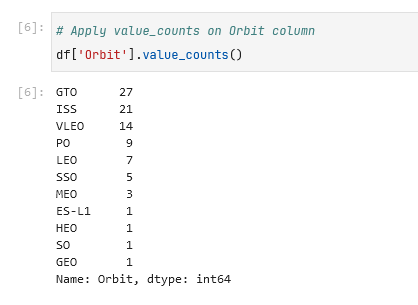 [6]: # Apply value_counts on Orbit column
df['Orbit'].value_counts()
[6]: GTO 27
ISS 21
VLEO 14
PO 9
LEO 7
SSO 5
MEO 3
ES-L1 1
HEO 1
SO 1
GEO 1
Name: Orbit, dtype: int64